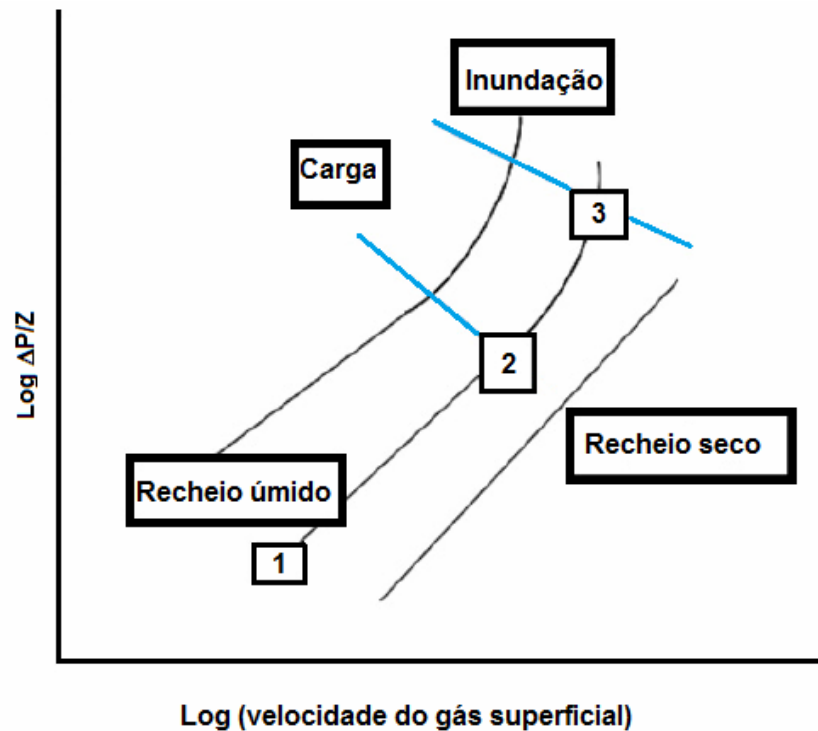 Inundação
Carga
3
Log ΔP/Z
2
Recheio seco
Recheio úmido
1
Log (velocidade do gás superficial)